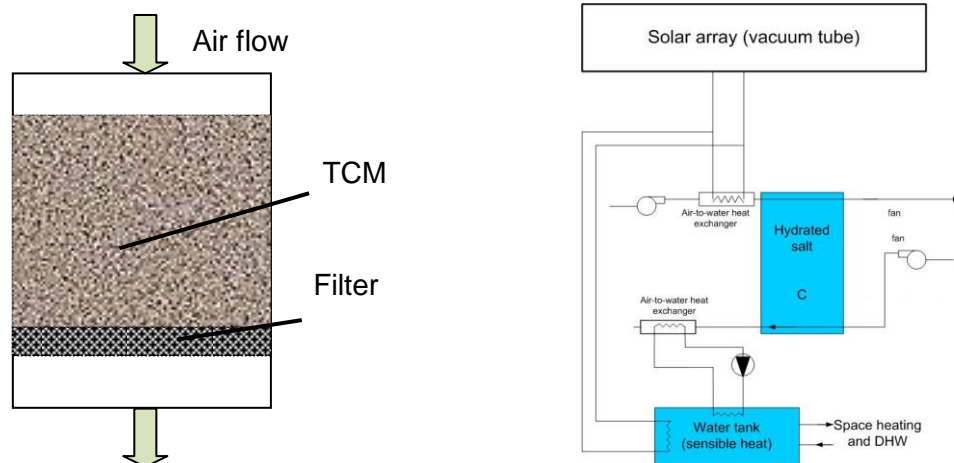 Air flow
TCM
Filter
Solar array (vacuum tube)
Air-to-water heat
exchanger
fan
Hydrated
salt
fan
C
Air-to-water heat
exchanger
Water tank
(sensible heat)
Space heating
and DHW